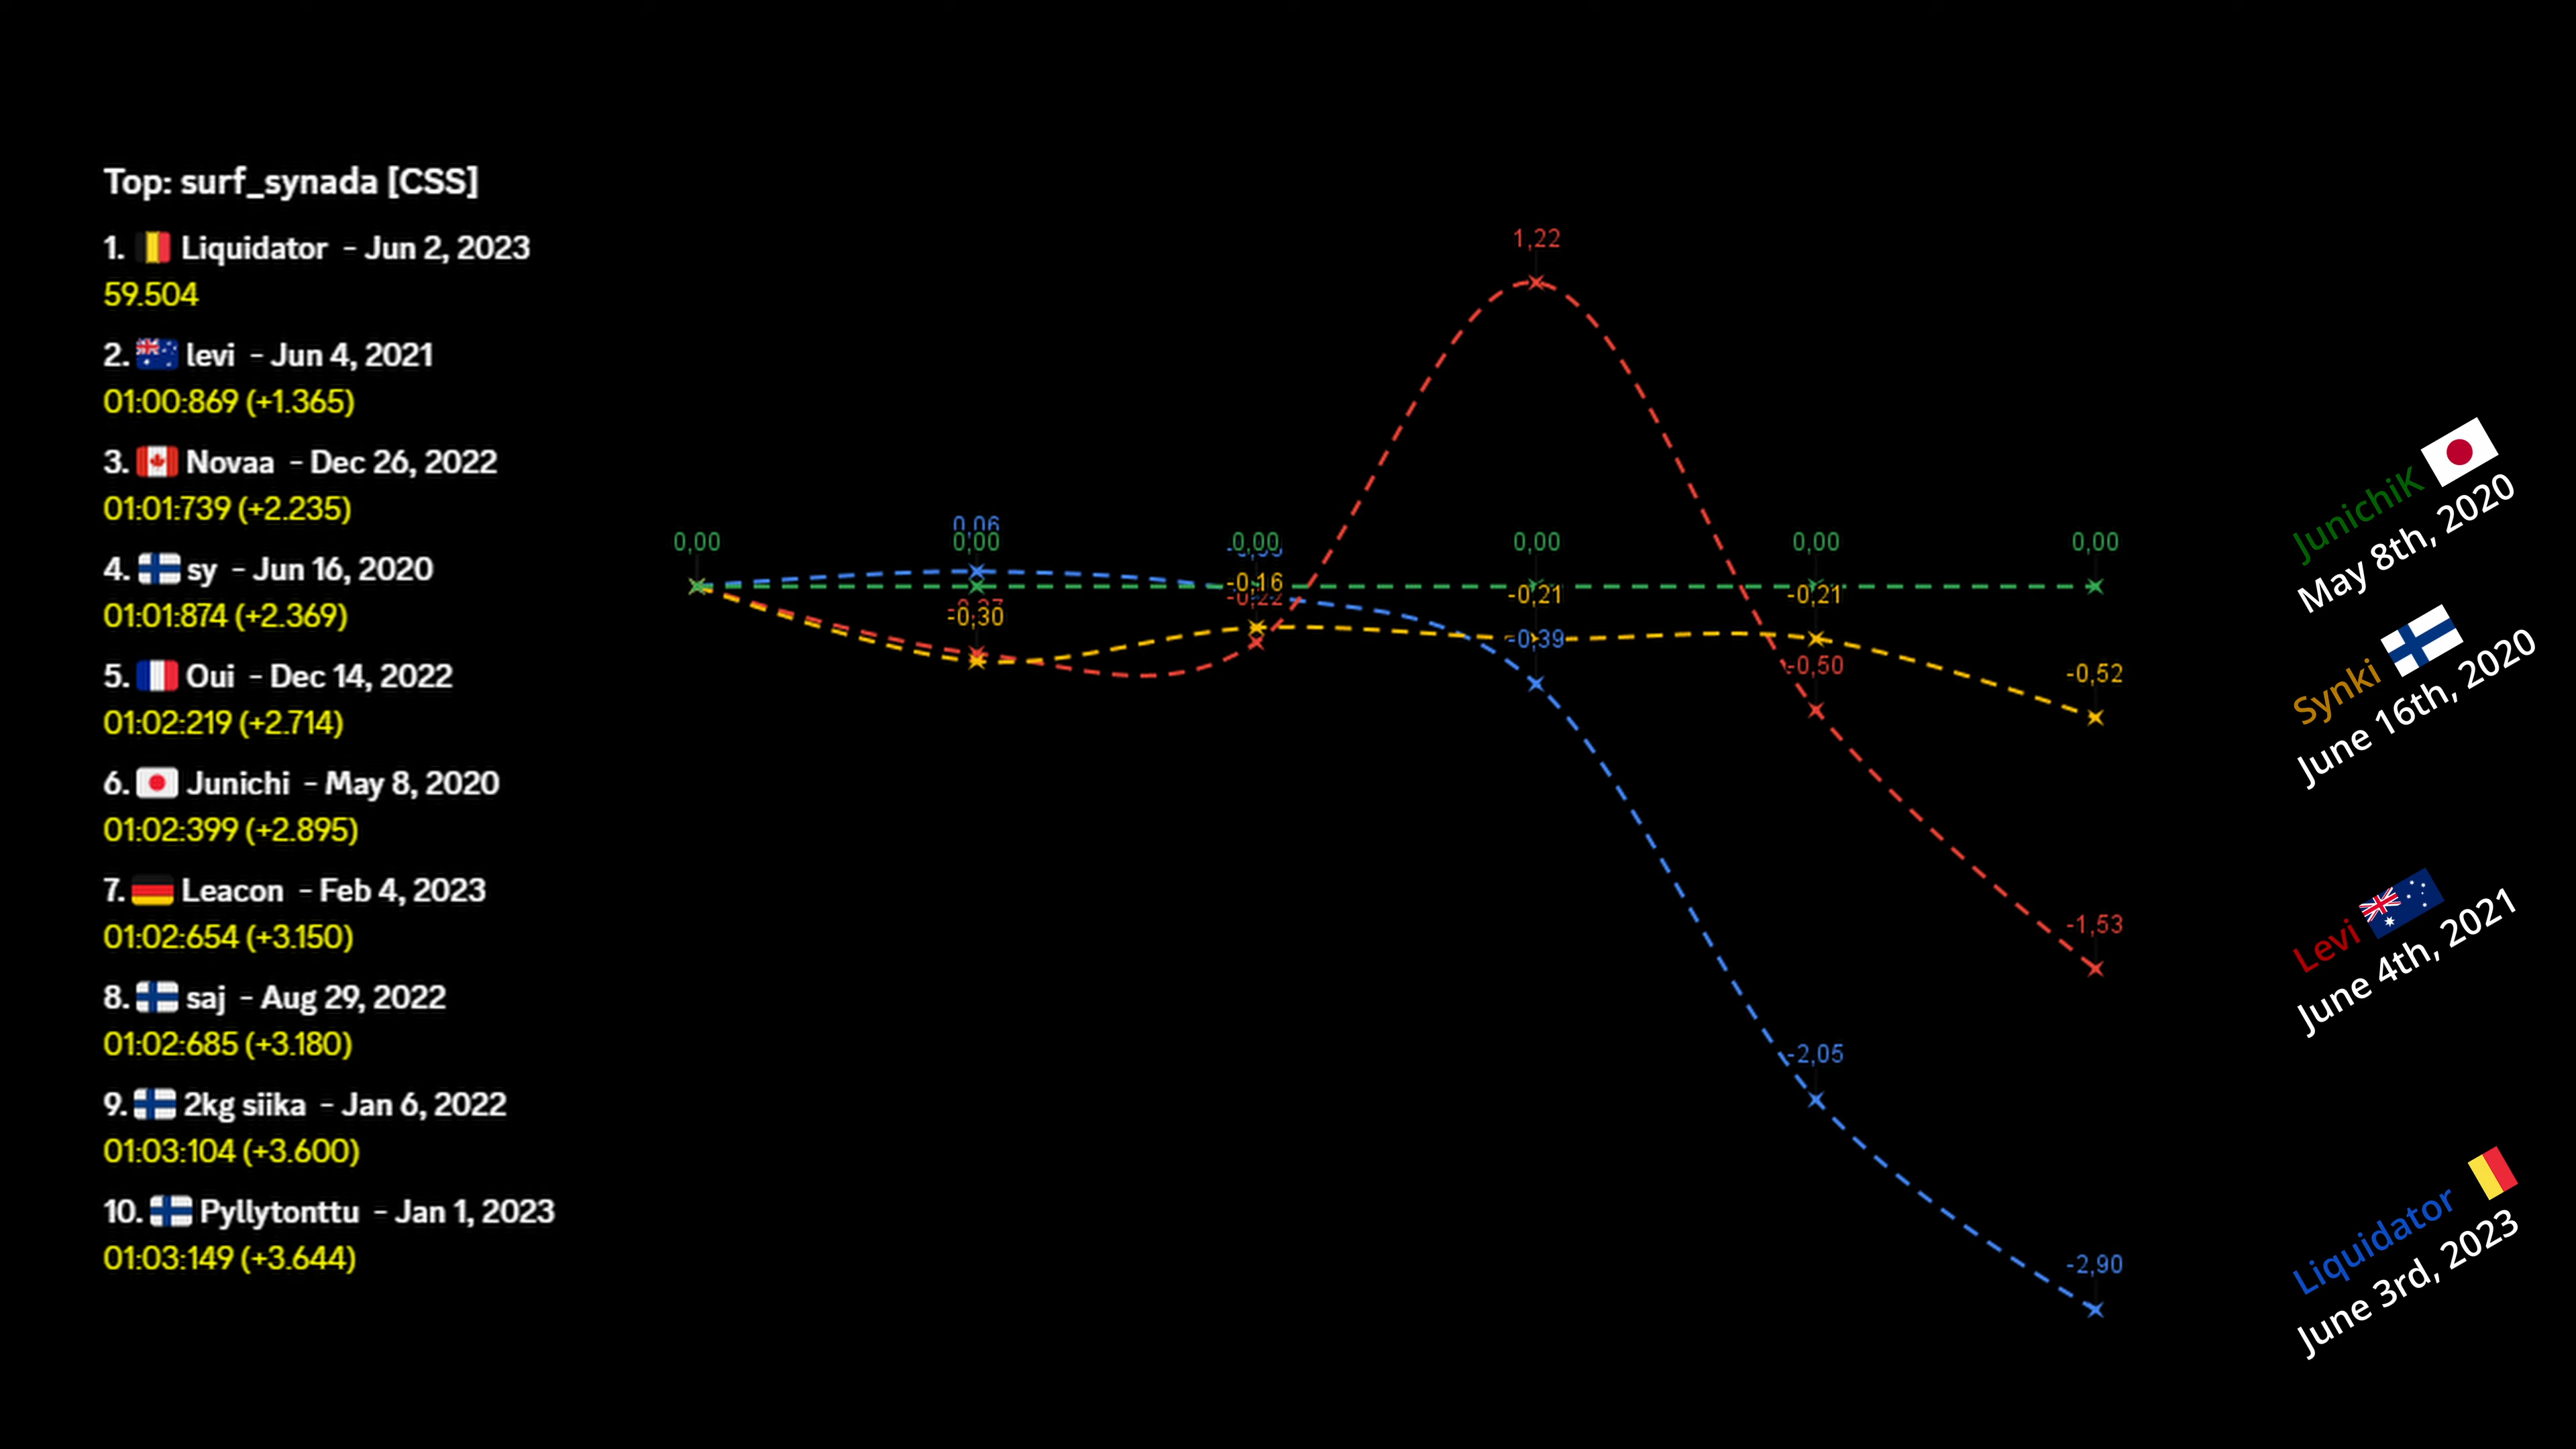 Top: surf_synada [CSS]
1. Liquidator - Jun 2, 2023
59.504
2. levi - Jun 4, 2021
01:00:869 (+1.365)
3. Novaa - Dec 26, 2022
01:01:739 (+2.235)
4. sy - Jun 16, 2020
01:01:874 (+2.369)
5. Oui - Dec 14, 2022
01:02:219 (+2.714)
6. Junichi - May 8, 2020
01:02:399 (+2.895)
7. Leacon - Feb 4, 2023
01:02:654 (+3.150)
8. saj - Aug 29, 2022
01:02:685 (+3.180)
9. 2kg siika - Jan 6, 2022
01:03:104 (+3.600)
10. Pyllytonttu - Jan 1, 2023
01:03:149 (+3.644)
1,22
0,06
0,00 0,00 0,00 0,00 0,00 0,00
-0,16 -0,21 -0,21
-0,22
-0,30
-0,39
-0,50 -0,52
-1,53
-2,05
-2,90
JunichiK
May 8th, 2020
Synki
June 16th, 2020
Levi
June 4th, 2021
Liquidator
June 3rd, 2023